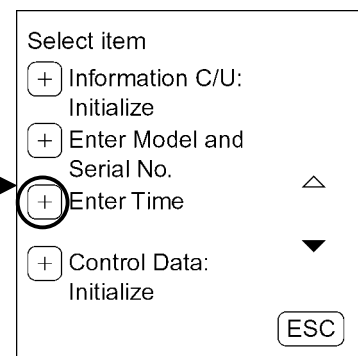 Select item
+ Information C/U:
Initialize
+ Enter Model and
Serial No.
+ Enter Time
+ Control Data:
Initialize
ESC